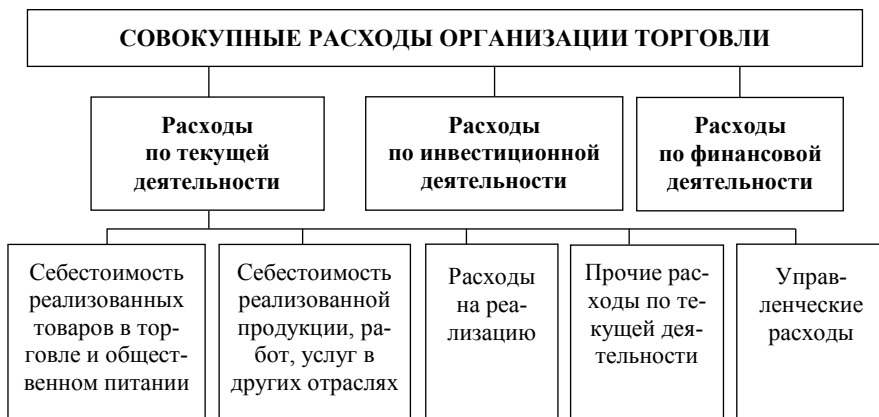 СОВОКУПНЫЕ РАСХОДЫ ОРГАНИЗАЦИИ ТОРГОВЛИ
Расходы
по текущей
деятельности
Расходы
по инвестиционной
деятельности
Расходы
по финансовой
деятельности
Себестоимость
реализованных
товаров в тор-
говле и общест-
венном питании
Себестоимость
реализованной
продукции, ра-
бот, услуг в
других отраслях
Расходы
на реа-
лизацию
Прочие рас-
ходы по те-
кущей дея-
тельности
Управ-
ленческие
расходы